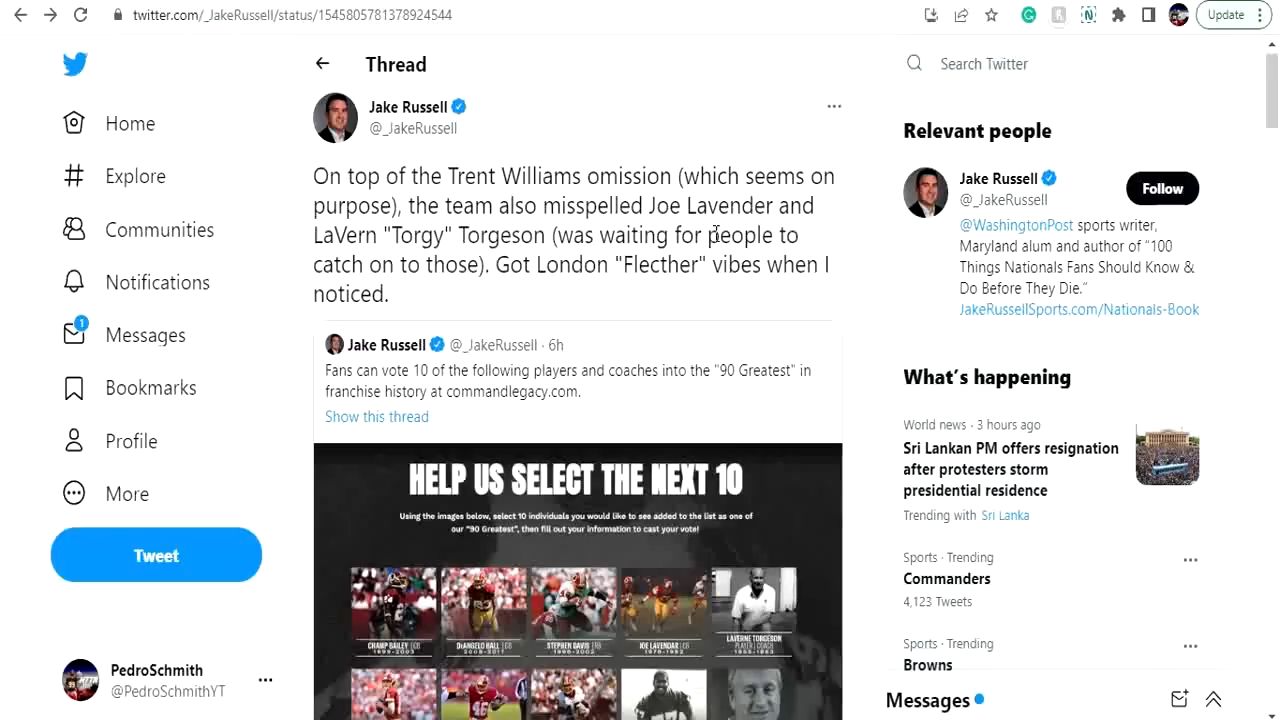 twitter.com/_JakeRussell/status/1545805781378924544
Update
Home
Explore
Communities
Notifications
1
Messages
Bookmarks
Profile
More
Tweet
PedroSchmith
@PedroSchmithYT
Thread
Jake Russell
@_JakeRussell
On top of the Trent Williams omission (which seems on
purpose), the team also misspelled Joe Lavender and
LaVern "Torgy" Torgeson (was waiting for people to
catch on to those). Got London "Flecther" vibes when I
noticed.
Jake Russell @_JakeRussell · 6h
Fans can vote 10 of the following players and coaches into the "90 Greatest" in
franchise history at commandlegacy.com.
Show this thread
HELP US SELECT THE NEXT 10
Using the images below, select 10 individuals you would like to see added to the list as one of
our "90 Greatest", then fill out your information to cast your vote!
CHAMP BAILEY | CB
1999-2003
DeANGELO HALL | CB
2008-2017
STEPHEN DAVIS | RB
1996-2002
JOE LAVENDAR | CB
1976-1982
LAVERNE TORGESON
PLAYER | COACH
Search Twitter
Relevant people
Jake Russell
@_JakeRussell
Follow
@WashingtonPost sports writer,
Maryland alum and author of "100
Things Nationals Fans Should Know &
Do Before They Die."
JakeRussellSports.com/Nationals-Book
What's happening
World news · 3 hours ago
Sri Lankan PM offers resignation
after protesters storm
presidential residence
Trending with Sri Lanka
Sports · Trending
Commanders
4,123 Tweets
Sports · Trending
Browns
Messages